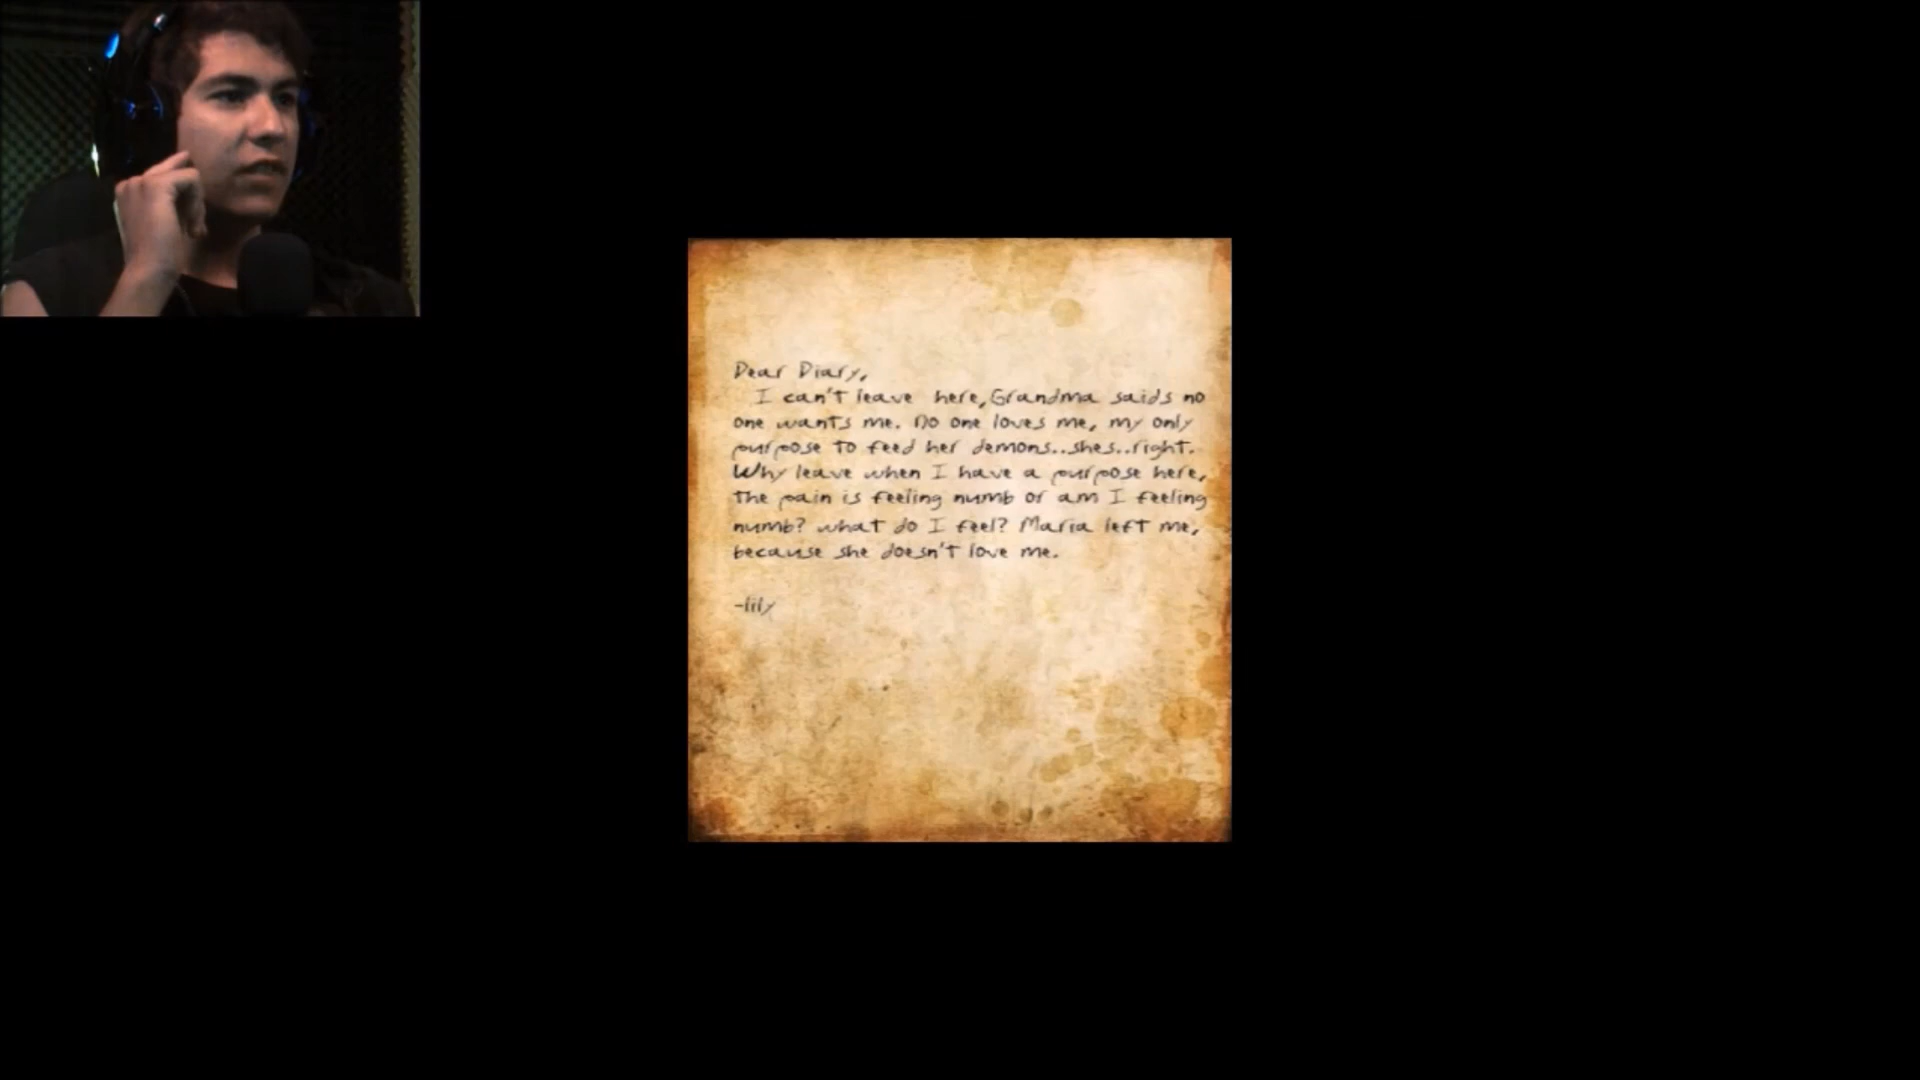 Dear Diary,
I can't leave here, Grandma saids no
one wants me. no one loves me, my only
purpose to feed her demons..shes..right.
Why leave when I have a purpose here,
the pain is feeling numb or am I feeling
numb? what do I feel? Maria left me,
because she doesn't love me.
-lily